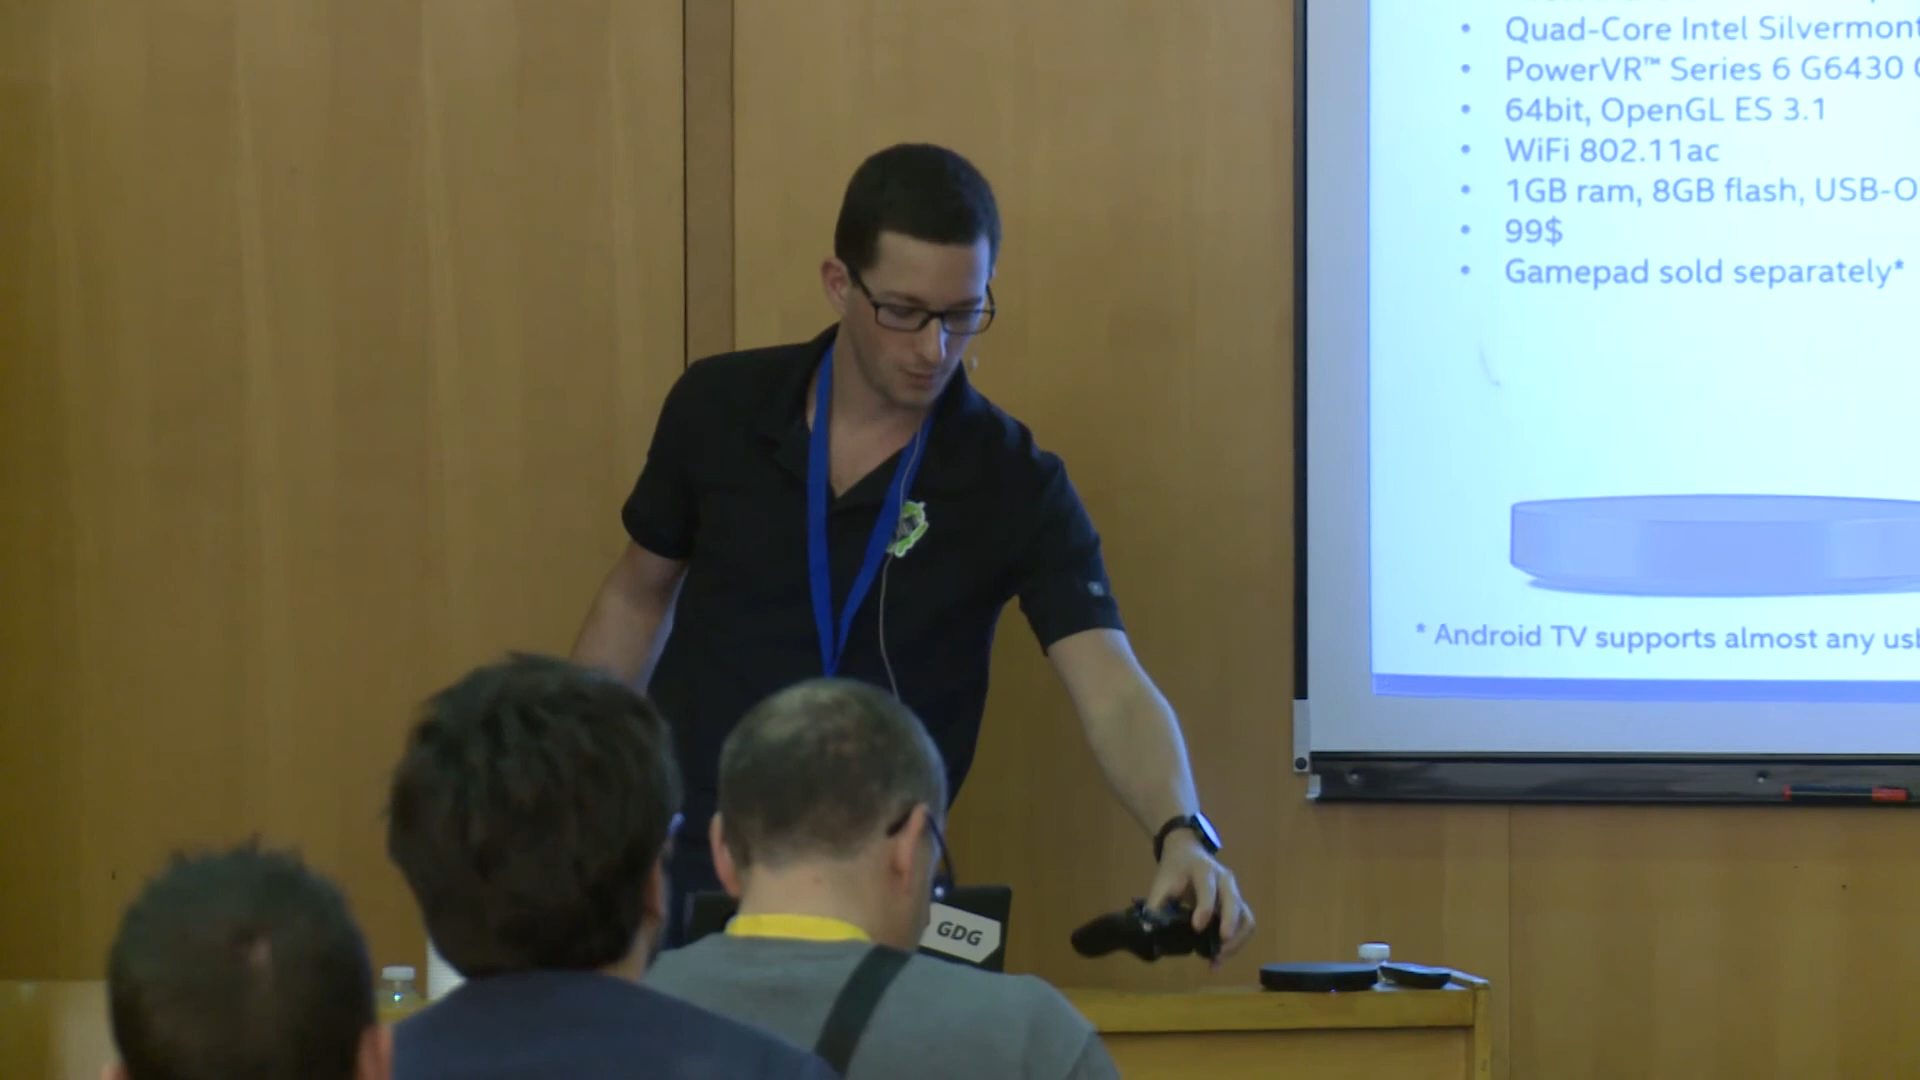 Quad-Core Intel Silvermont
PowerVR™ Series 6 G6430
64bit, OpenGL ES 3.1
WiFi 802.11ac
1GB ram, 8GB flash, USB-O
99$
Gamepad sold separately*
* Android TV supports almost any usb
GDG